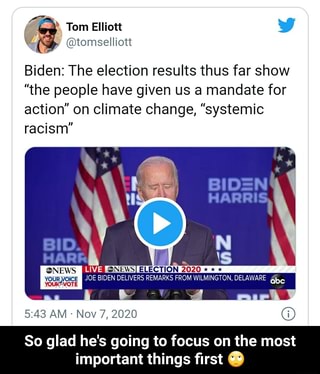 Tom Elliott
@tomselliott
Biden: The election results thus far show
"the people have given us a mandate for
action" on climate change, "systemic
racism"
BIDEN
HARRIS
BID
HARR
NEWS
YOUR VOICE
YOUR VOTE
LIVE abcNEWS ELECTION 2020
JOE BIDEN DELIVERS REMARKS FROM WILMINGTON, DELAWARE
abc
5:43 AM · Nov 7, 2020
So glad he's going to focus on the most
important things first 🙄